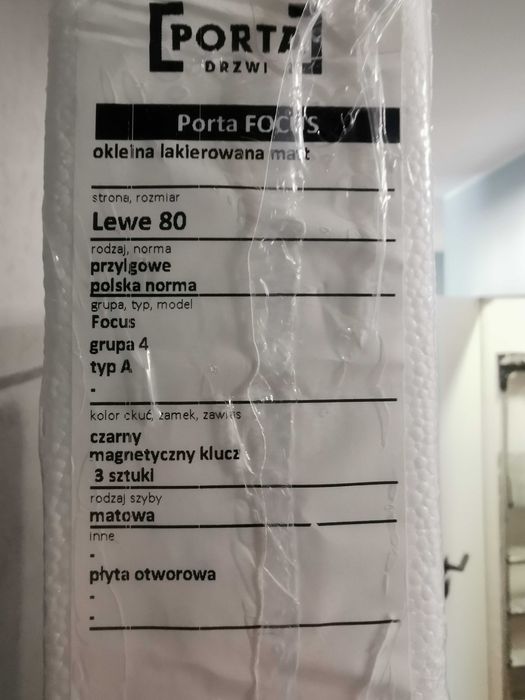 PORTA
DRZWI
Porta FOCUS
okleina lakierowana matt
strona, rozmiar
Lewe 80
rodzaj, norma
przylgowe
polska norma
grupa, typ, model
Focus
grupa 4
typ A
-
kolor okuć, zamek, zawias
czarny
magnetyczny klucz
3 sztuki
rodzaj szyby
matowa
inne
-
płyta otworowa
-
-